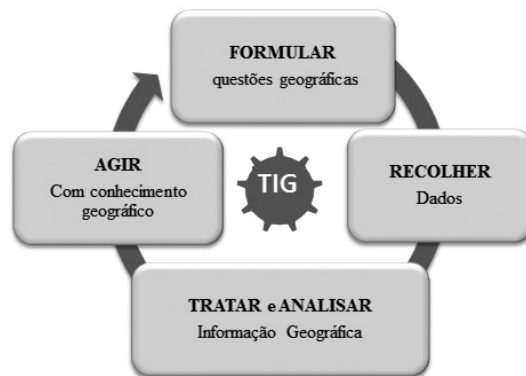 FORMULAR
questões geográficas
RECOLHER
Dados
TRATAR e ANALISAR
Informação Geográfica
AGIR
Com conhecimento
geográfico
TIG